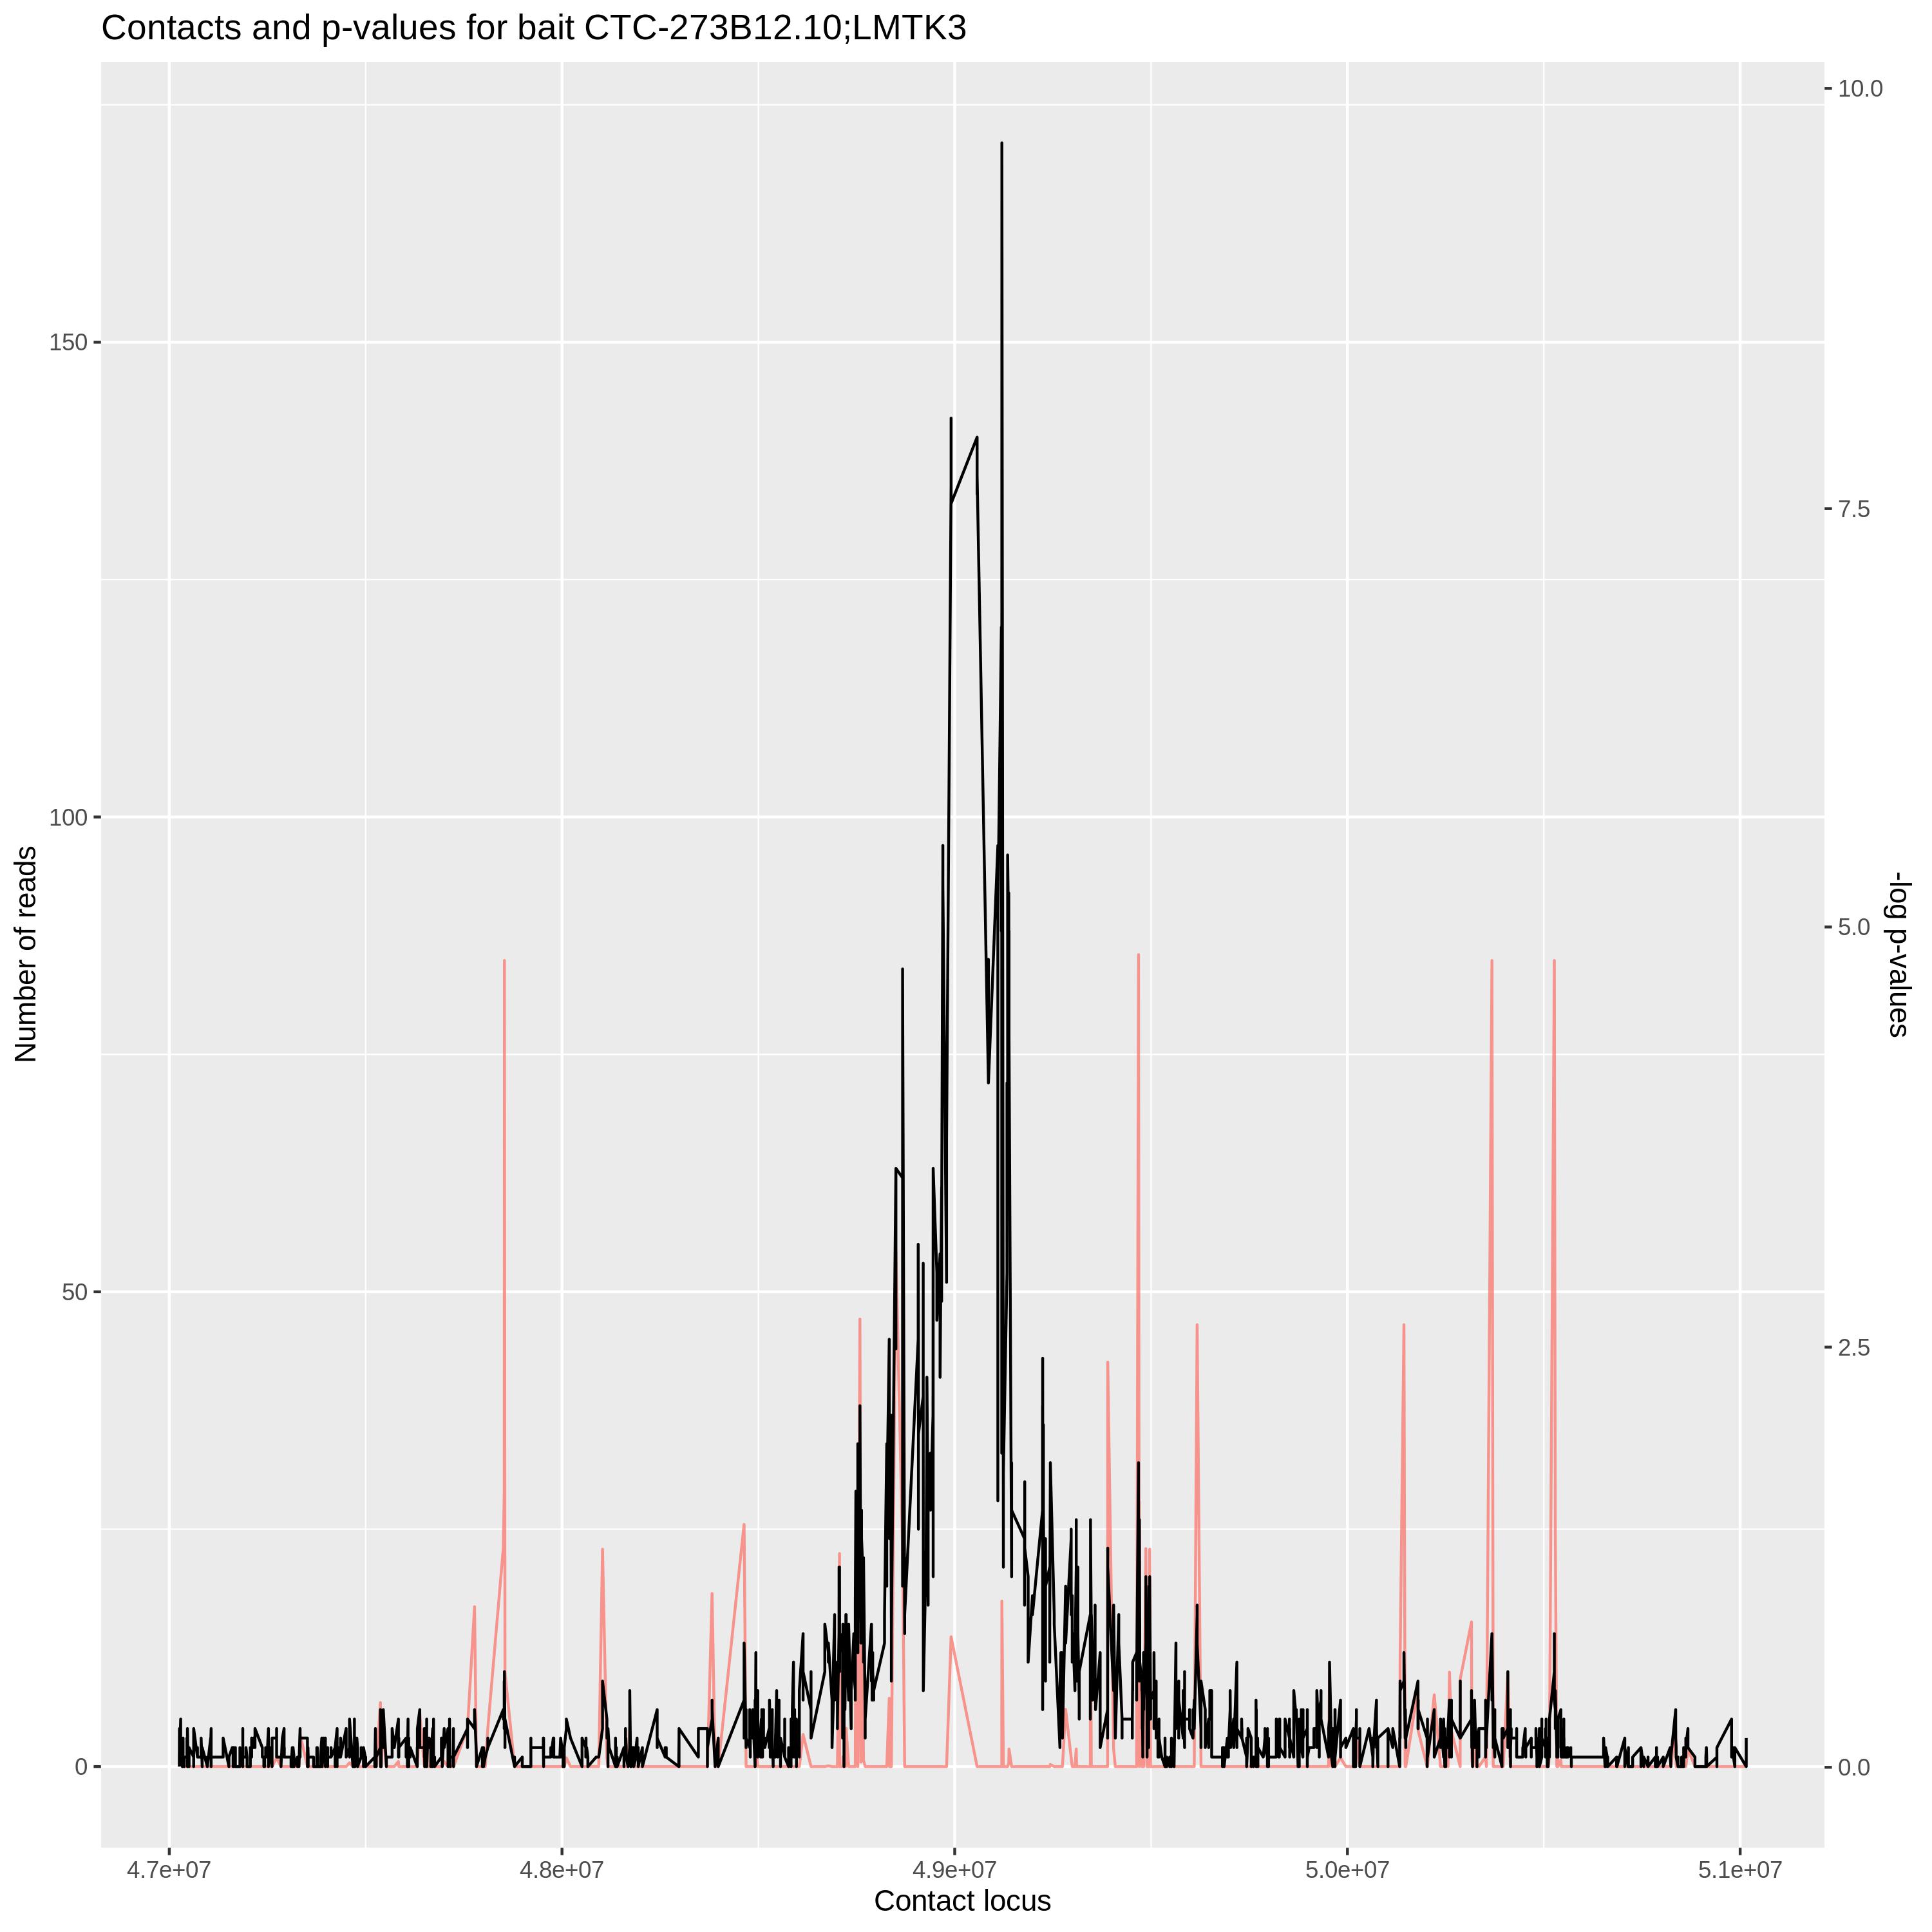 Contacts and p-values for bait CTC-273B12.10;LMTK3
Number of reads
150
100
50
0
10.0
7.5
5.0
2.5
0.0
-log p-values
4.7e+07
4.8e+07
4.9e+07
5.0e+07
5.1e+07
Contact locus